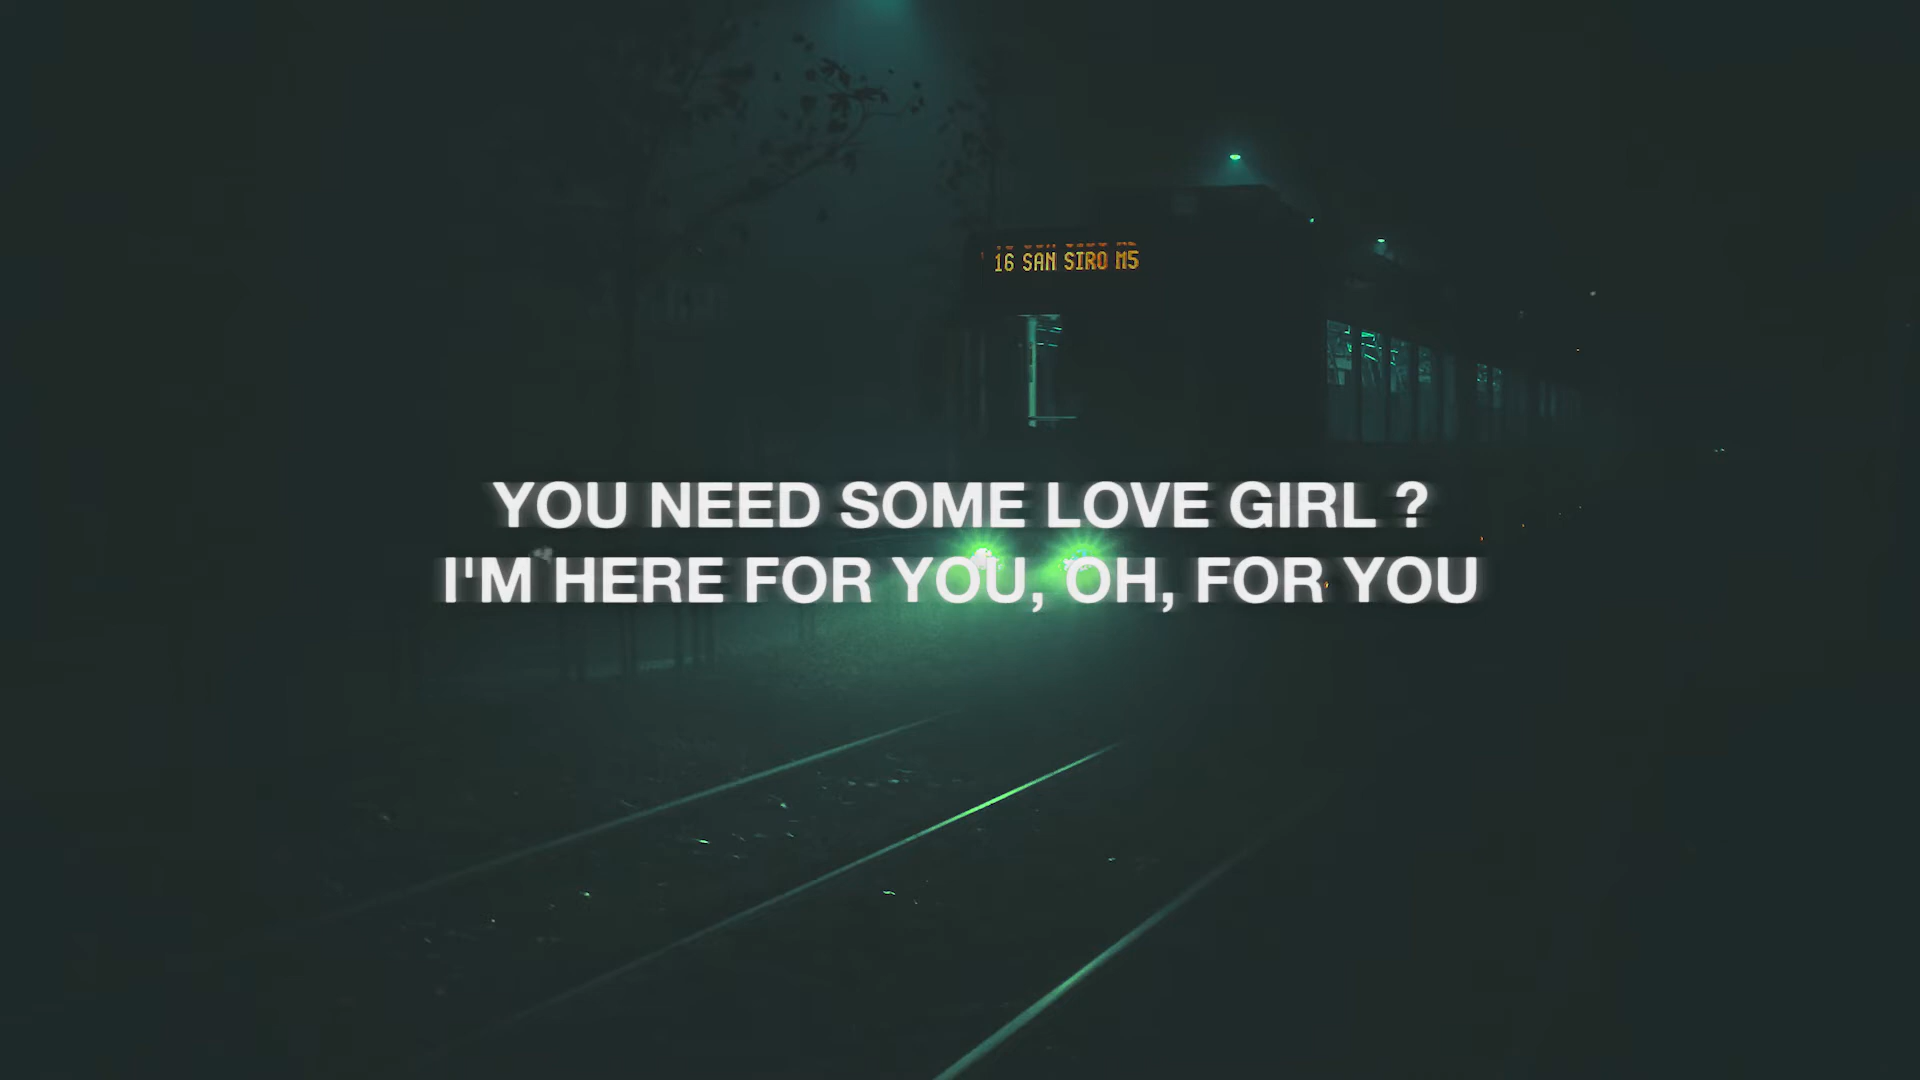 16 SAN SIRO M5
YOU NEED SOME LOVE GIRL ?
I'M HERE FOR YOU, OH, FOR YOU